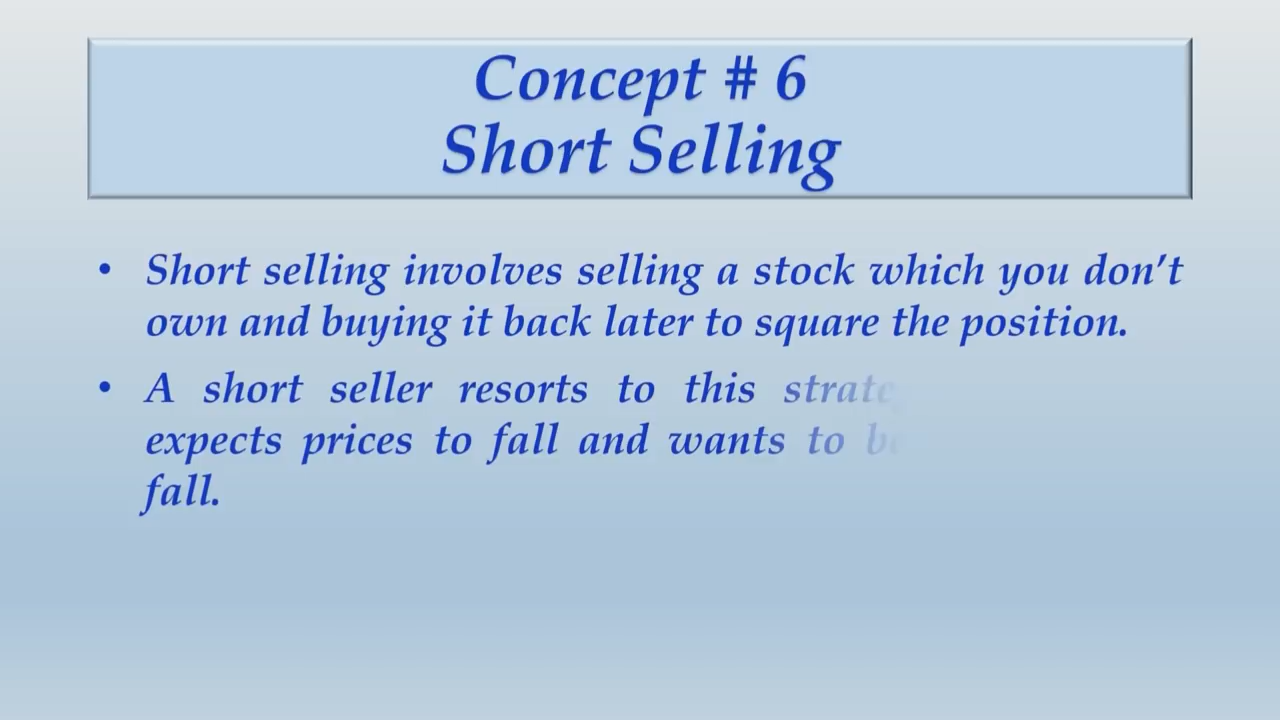 Concept # 6
Short Selling
• Short selling involves selling a stock which you don't
own and buying it back later to square the position.
• A short seller resorts to this
expects prices to fall and wants to
fall.